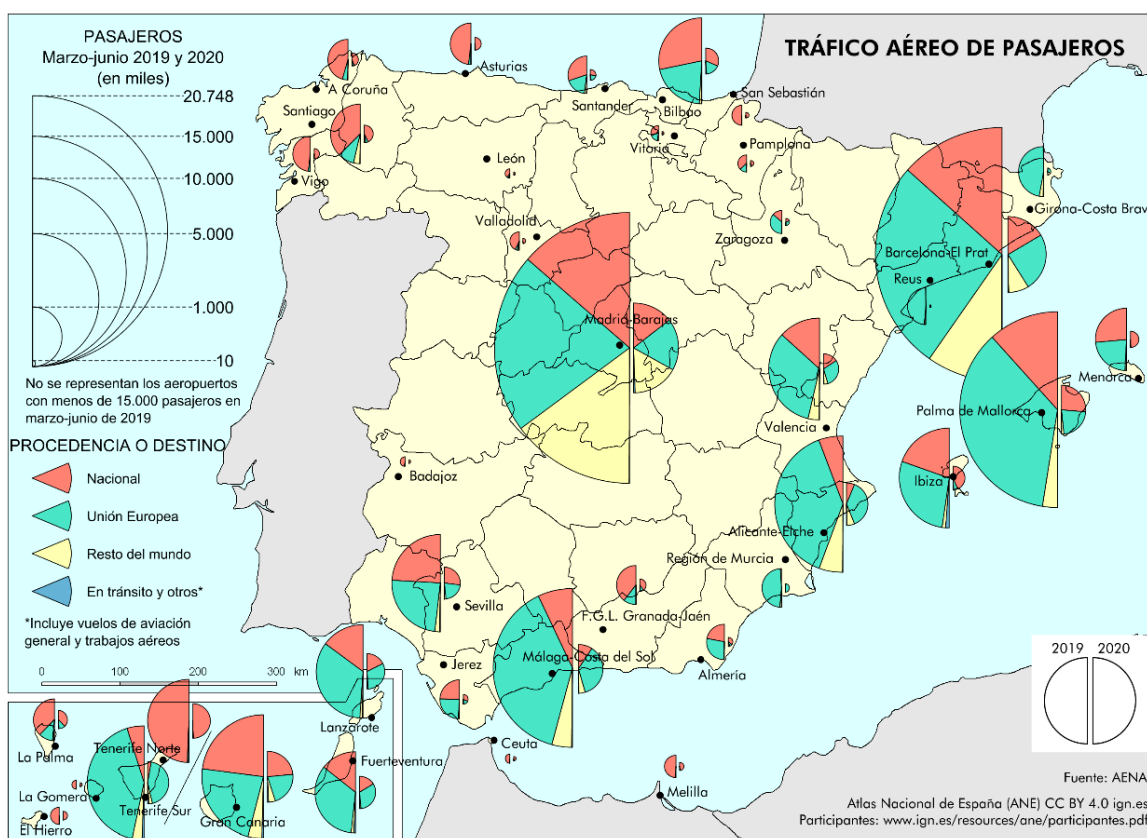 PASAJEROS
Marzo-junio 2019 y 2020
(en miles)
20.748
15.000
10.000
5.000
1.000
10
No se representan los aeropuertos
con menos de 15.000 pasajeros en
marzo-junio de 2019
PROCEDENCIA O DESTINO
Nacional
Unión Europea
Resto del mundo
En tránsito y otros*
*Incluye vuelos de aviación
general y trabajos aéreos
0 100 200 300 km
TRÁFICO AÉREO DE PASAJEROS
Asturias
A Coruña
Santander
Bilbao
San Sebastián
Santiago
Vitoria
Pamplona
León
Vigo
Girona-Costa Brav
Valladolid
Zaragoza
Barcelona-El Prat
Reus
Madrid-Barajas
Menorca
Palma de Mallorca
Valencia
Badajoz
Ibiza
Alicante-Elche
Región de Murcia
Sevilla
F.G.L. Granada-Jaén
Jerez
Málaga-Costa del Sol
Almería
Lanzarote
Ceuta
La Palma
Tenerife Norte
Fuerteventura
La Gomera
Tenerife Sur
Gran Canaria
El Hierro
Melilla
2019 2020
Fuente: AENA
Atlas Nacional de España (ANE) CC BY 4.0 ign.es
Participantes: www.ign.es/resources/ane/participantes.pdf